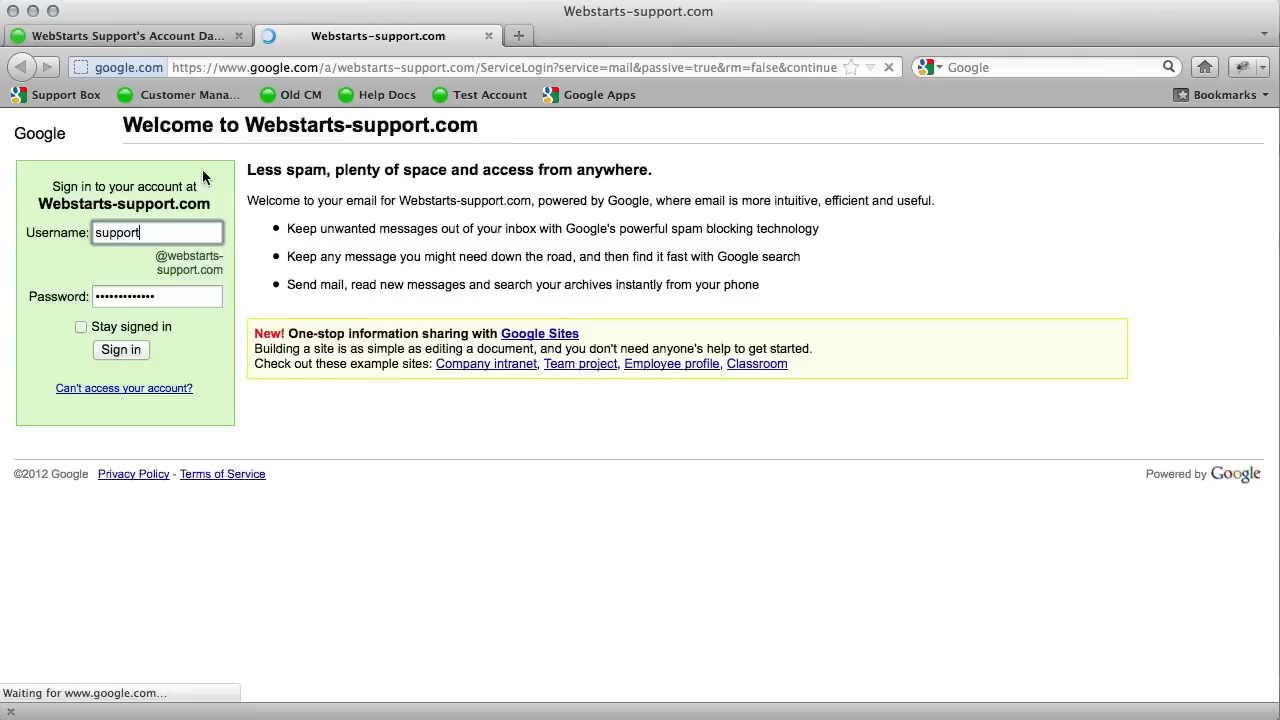 Webstarts-support.com
WebStarts Support's Account Da...
Webstarts-support.com
google.com
https://www.google.com/a/webstarts-support.com/ServiceLogin?service=mail&passive=true&rm=false&continue
Google
Support Box
Customer Mana...
Old CM
Help Docs
Test Account
Google Apps
Bookmarks
Google
Welcome to Webstarts-support.com
Sign in to your account at
Webstarts-support.com
Username: support
@webstarts-
support.com
Password: •••••••••••••
Stay signed in
Sign in
Can't access your account?
Less spam, plenty of space and access from anywhere.
Welcome to your email for Webstarts-support.com, powered by Google, where email is more intuitive, efficient and useful.
• Keep unwanted messages out of your inbox with Google's powerful spam blocking technology
• Keep any message you might need down the road, and then find it fast with Google search
• Send mail, read new messages and search your archives instantly from your phone
New! One-stop information sharing with Google Sites
Building a site is as simple as editing a document, and you don't need anyone's help to get started.
Check out these example sites: Company intranet, Team project, Employee profile, Classroom
©2012 Google Privacy Policy - Terms of Service
Powered by Google
Waiting for www.google.com...